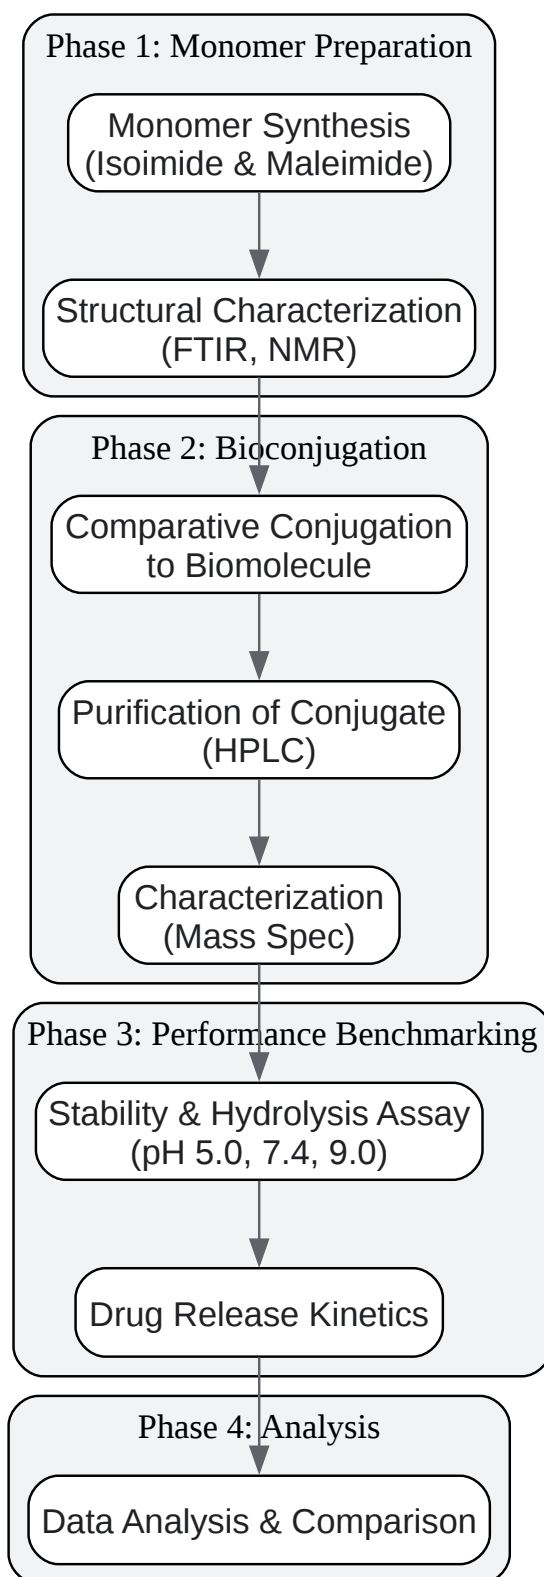 Phase 1: Monomer Preparation
Monomer Synthesis
(Isoimide & Maleimide)
Structural Characterization
(FTIR, NMR)
Phase 2: Bioconjugation
Comparative Conjugation
to Biomolecule
Purification of Conjugate
(HPLC)
Characterization
(Mass Spec)
Phase 3: Performance Benchmarking
Stability & Hydrolysis Assay
(pH 5.0, 7.4, 9.0)
Drug Release Kinetics
Phase 4: Analysis
Data Analysis & Comparison